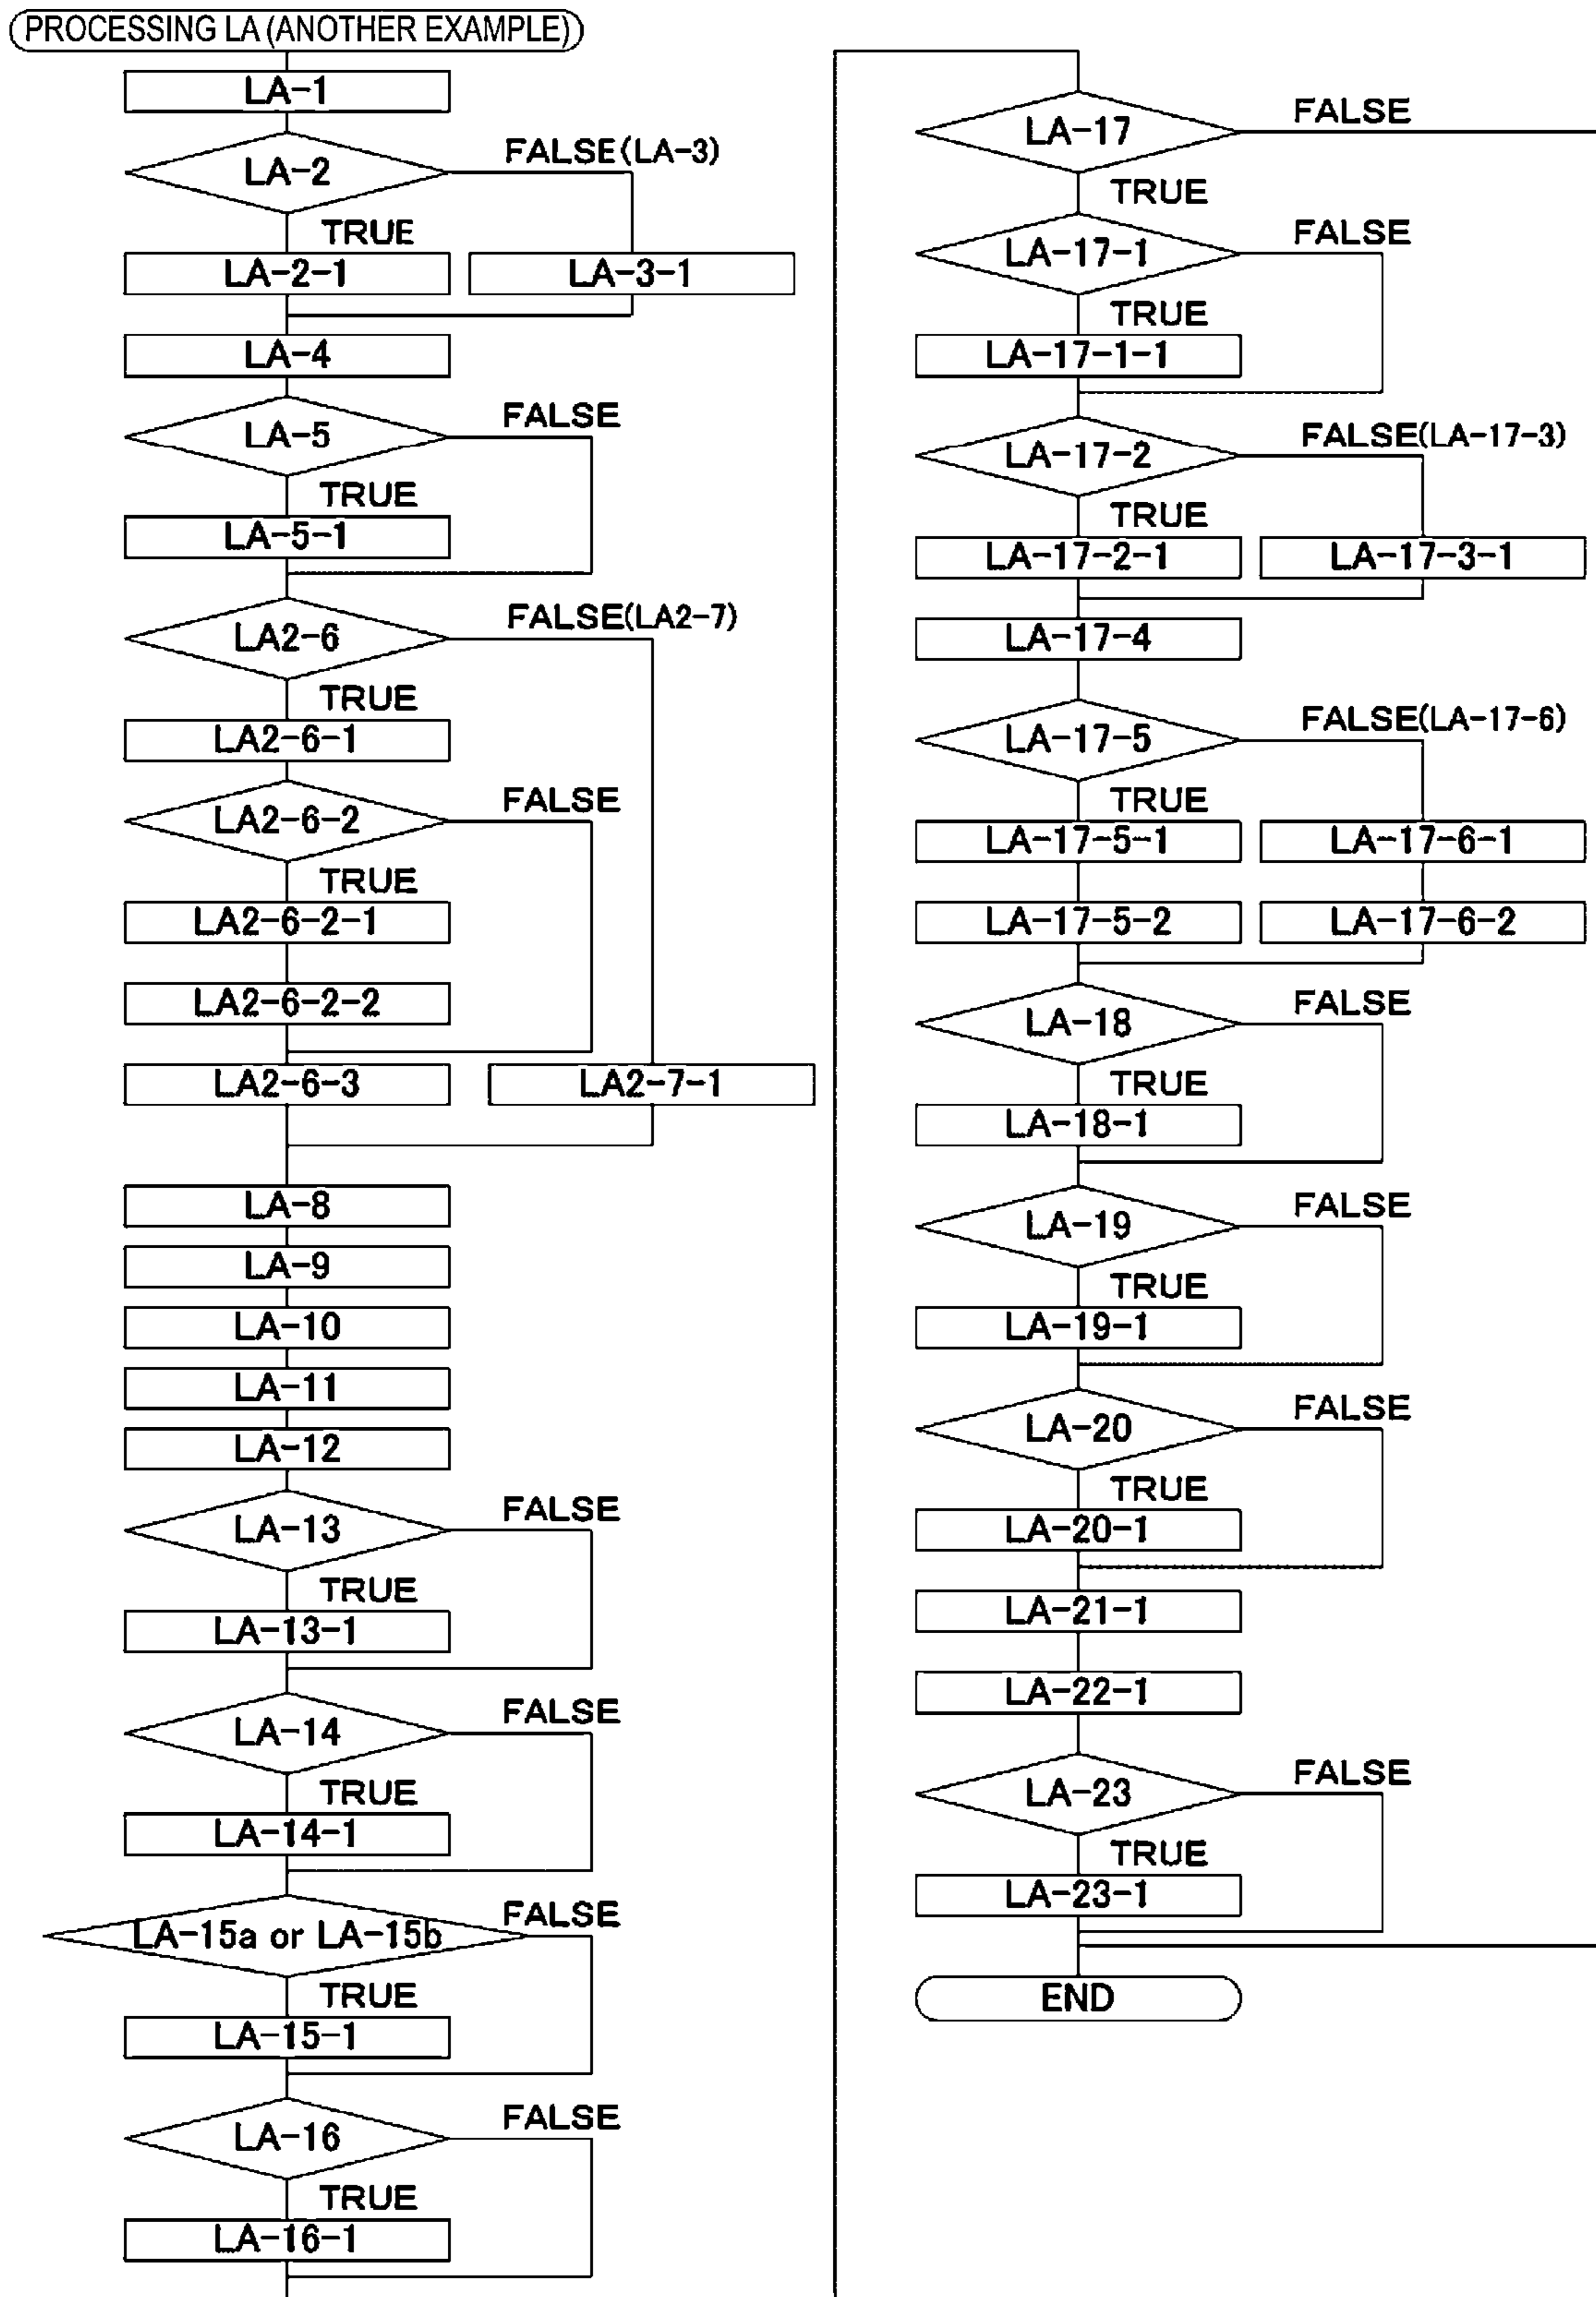 PROCESSING LA (ANOTHER EXAMPLE)
LA-1
LA-2
FALSE(LA-3)
TRUE
LA-2-1
LA-3-1
LA-4
LA-5
FALSE
TRUE
LA-5-1
LA2-6
FALSE(LA2-7)
TRUE
LA2-6-1
LA2-6-2
FALSE
TRUE
LA2-6-2-1
LA2-6-2-2
LA2-6-3
LA2-7-1
LA-8
LA-9
LA-10
LA-11
LA-12
LA-13
FALSE
TRUE
LA-13-1
LA-14
FALSE
TRUE
LA-14-1
LA-15a or LA-15b
FALSE
TRUE
LA-15-1
LA-16
FALSE
TRUE
LA-16-1
LA-17
FALSE
TRUE
LA-17-1
FALSE
TRUE
LA-17-1-1
LA-17-2
FALSE(LA-17-3)
TRUE
LA-17-2-1
LA-17-3-1
LA-17-4
LA-17-5
FALSE(LA-17-6)
TRUE
LA-17-5-1
LA-17-6-1
LA-17-5-2
LA-17-6-2
LA-18
FALSE
TRUE
LA-18-1
LA-19
FALSE
TRUE
LA-19-1
LA-20
FALSE
TRUE
LA-20-1
LA-21-1
LA-22-1
LA-23
FALSE
TRUE
LA-23-1
END